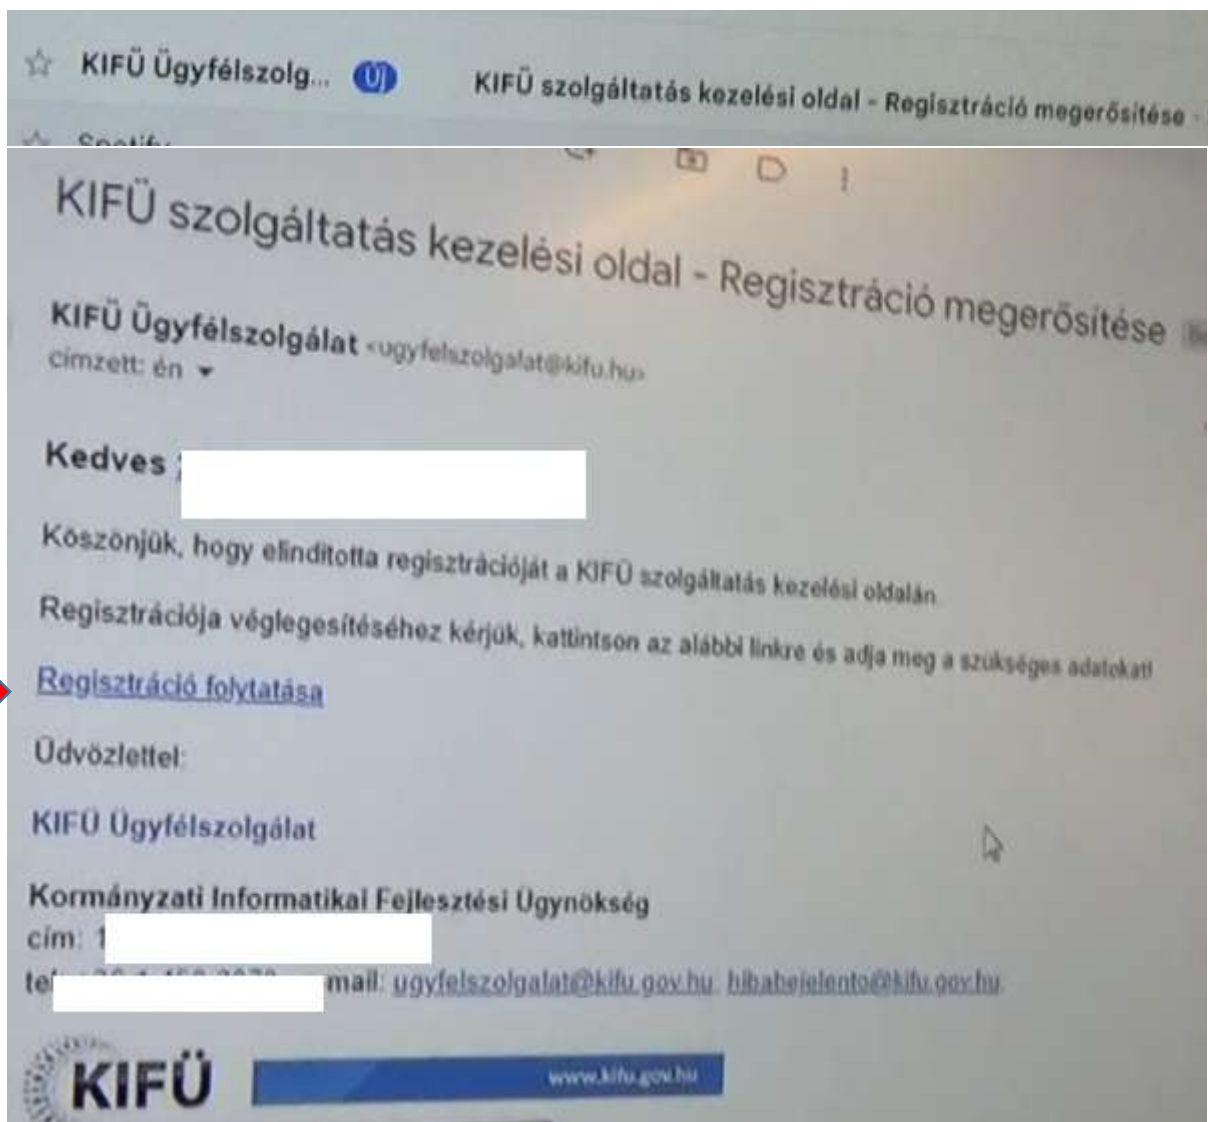 KIFÜ Ügyfélszolg... Új KIFÜ szolgáltatás kezelési oldal - Regisztráció megerősítése -
Spotify
KIFÜ szolgáltatás kezelési oldal - Regisztráció megerősítése
KIFÜ Ügyfélszolgálat <ugyfelszolgalat@kifu.hu>
címzett: én
Kedves
Köszönjük, hogy elindította regisztrációját a KIFÜ szolgáltatás kezelési oldalán.
Regisztrációja véglegesítéséhez kérjük, kattintson az alábbi linkre és adja meg a szükséges adatokat!
Regisztráció folytatása
Üdvözlettel:
KIFÜ Ügyfélszolgálat
Kormányzati Informatikai Fejlesztési Ügynökség
cím: 1
tel mail: ugyfelszolgalat@kifu.gov.hu; hibabejelento@kifu.gov.hu
KIFÜ www.kifu.gov.hu